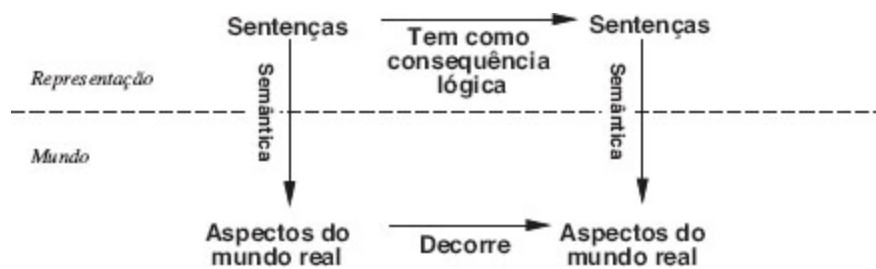 Sentenças
Tem como
consequência
lógica
Sentenças
Representação
Semântica
Semântica
Mundo
Aspectos do
mundo real
Decorre
Aspectos do
mundo real